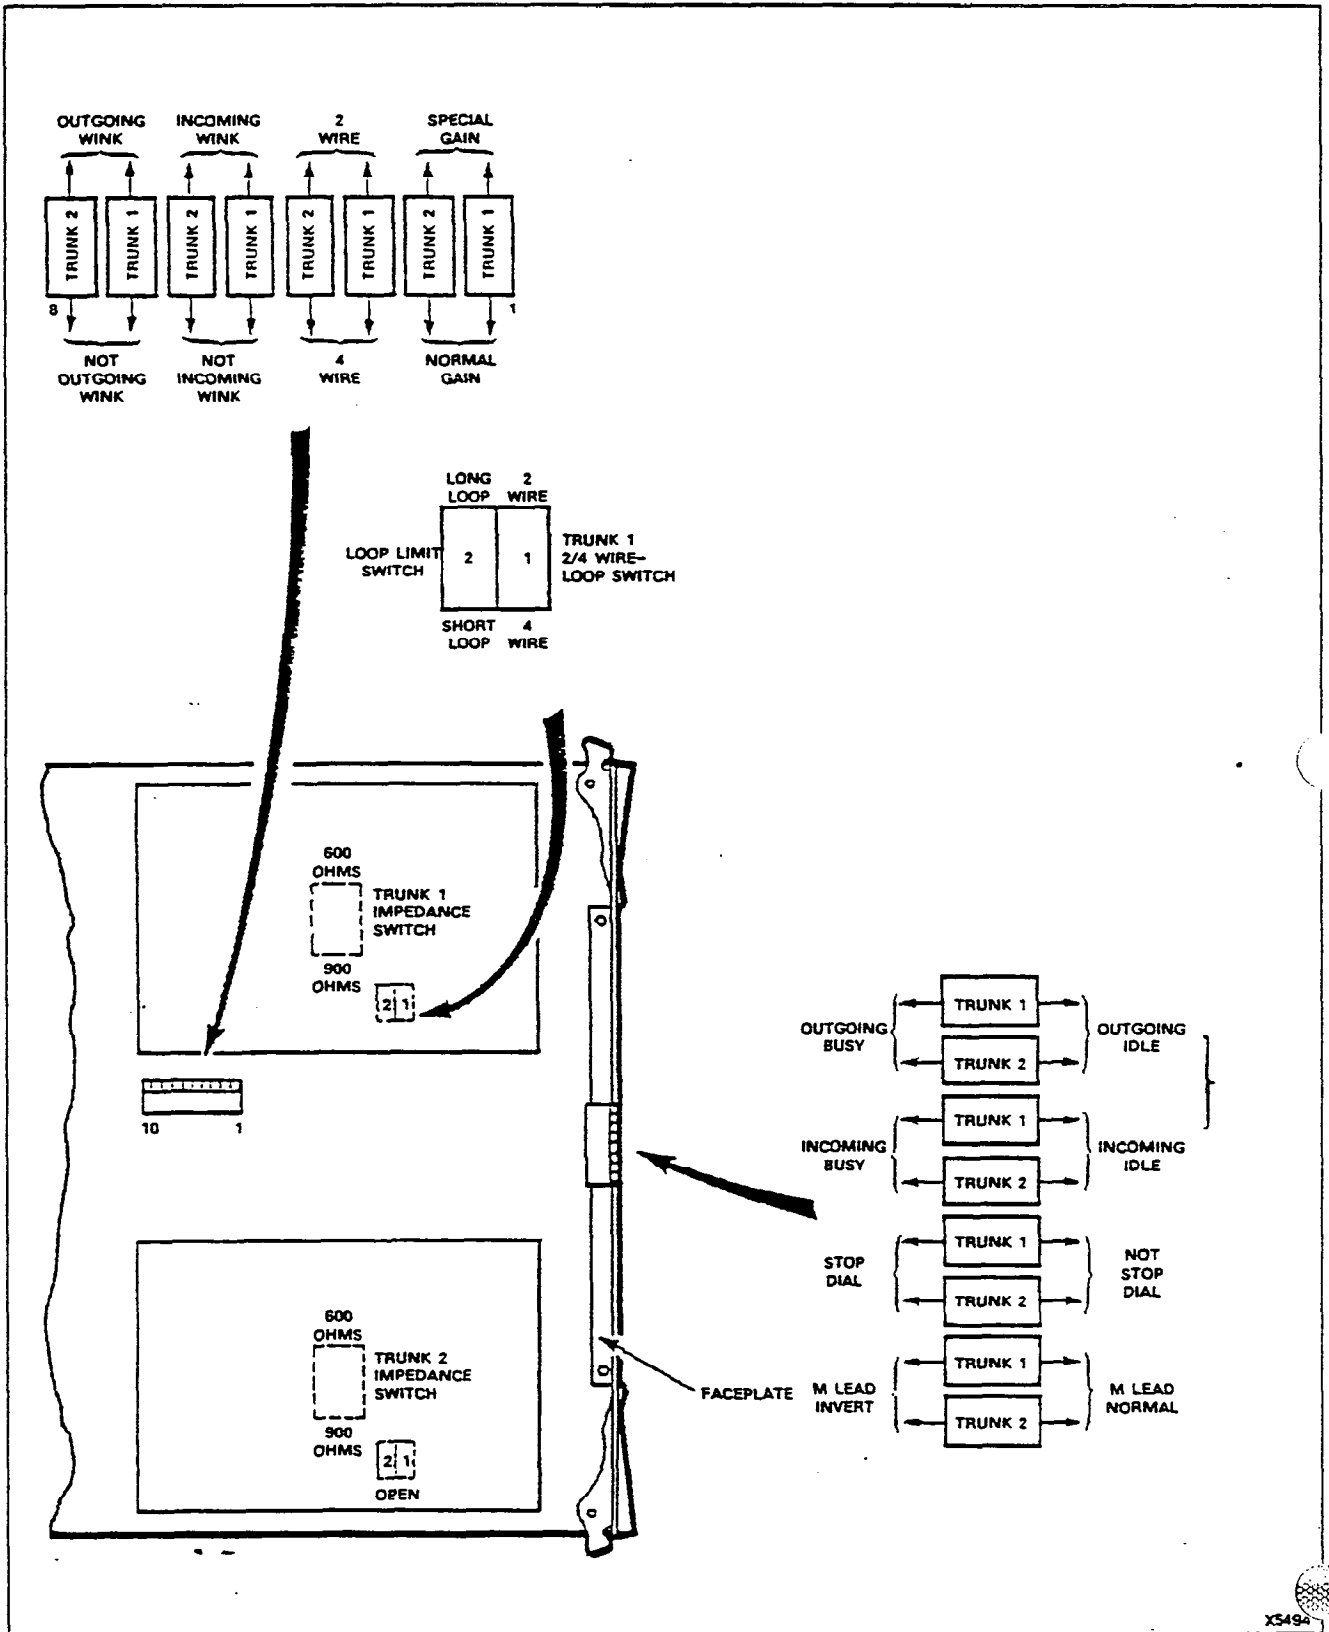 OUTGOING WINK
INCOMING WINK
2 WIRE
SPECIAL GAIN
TRUNK 2
TRUNK 1
TRUNK 2
TRUNK 1
TRUNK 2
TRUNK 1
TRUNK 2
TRUNK 1
8
1
NOT OUTGOING WINK
NOT INCOMING WINK
4 WIRE
NORMAL GAIN
LONG LOOP
2 WIRE
LOOP LIMIT SWITCH
2
1
TRUNK 1
2/4 WIRE-
LOOP SWITCH
SHORT LOOP
4 WIRE
600
OHMS
TRUNK 1
IMPEDANCE
SWITCH
900
OHMS
2 1
10
1
OUTGOING BUSY
TRUNK 1
TRUNK 2
OUTGOING IDLE
INCOMING BUSY
TRUNK 1
TRUNK 2
INCOMING IDLE
STOP DIAL
TRUNK 1
TRUNK 2
NOT STOP DIAL
M LEAD INVERT
TRUNK 1
TRUNK 2
M LEAD NORMAL
600
OHMS
TRUNK 2
IMPEDANCE
SWITCH
900
OHMS
2 1
OPEN
FACEPLATE
X5494